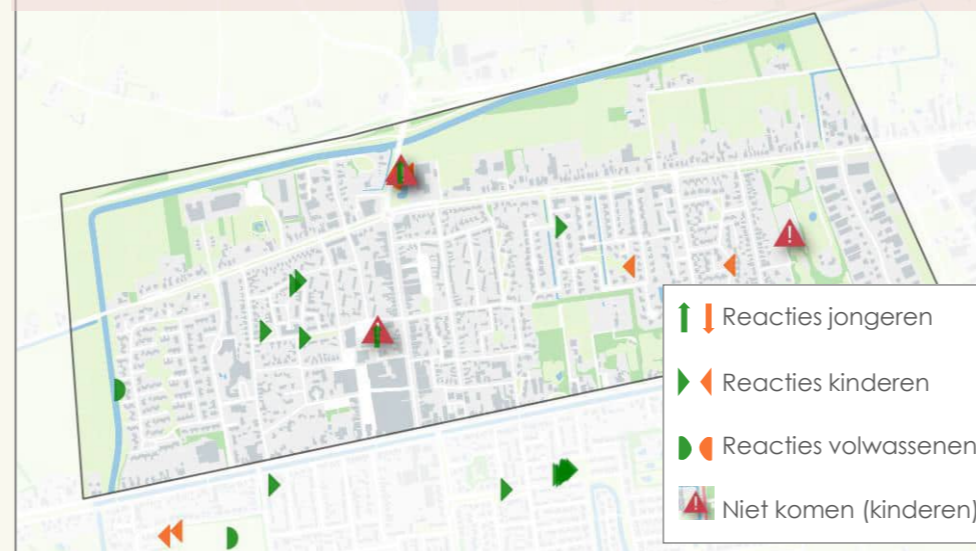 Reacties jongeren
Reacties kinderen
Reacties volwassenen
Niet komen (kinderen)